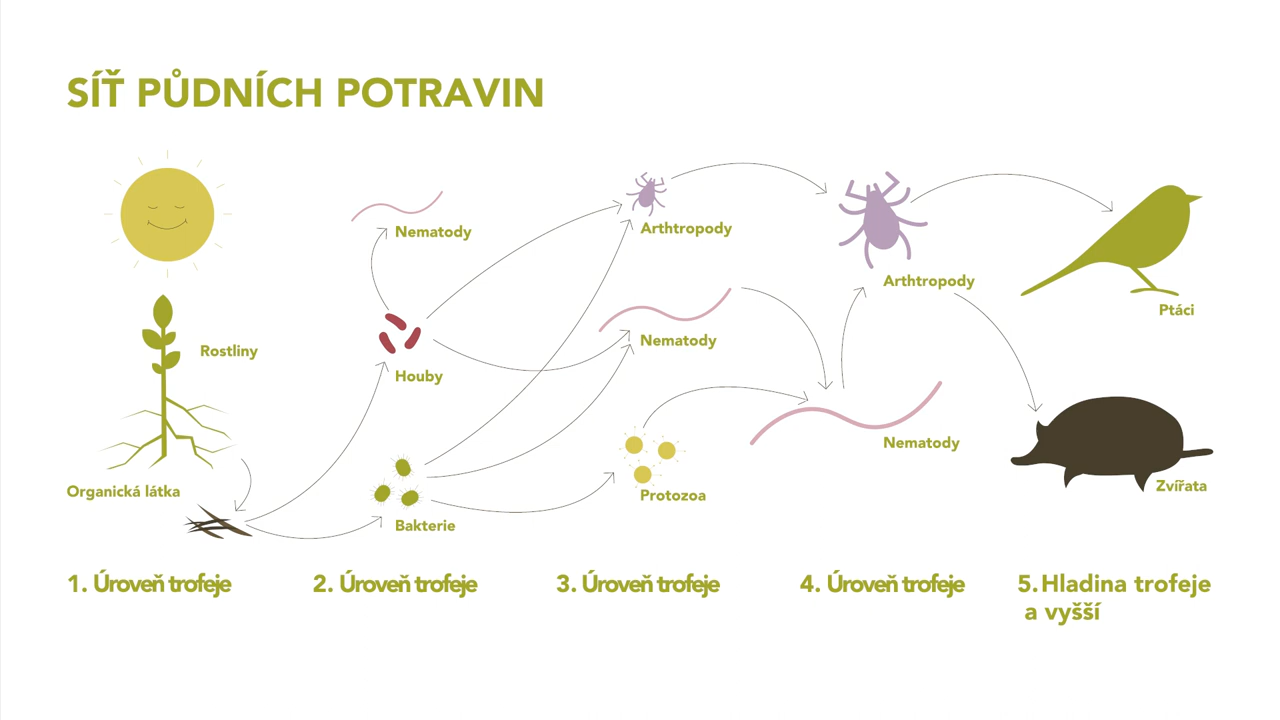 SÍŤ PŮDNÍCH POTRAVIN
Nematody
Arthtropody
Arthtropody
Ptáci
Rostliny
Houby
Nematody
Nematody
Organická látka
Bakterie
Protozoa
Zvířata
1. Úroveň trofeje
2. Úroveň trofeje
3. Úroveň trofeje
4. Úroveň trofeje
5. Hladina trofeje
a vyšší